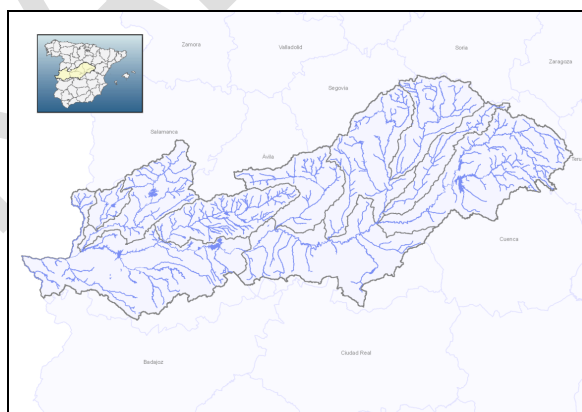 Zamora
Valladolid
Soria
Zaragoza
Segovia
Salamanca
Ávila
Cuenca
Ciudad Real
Badajoz